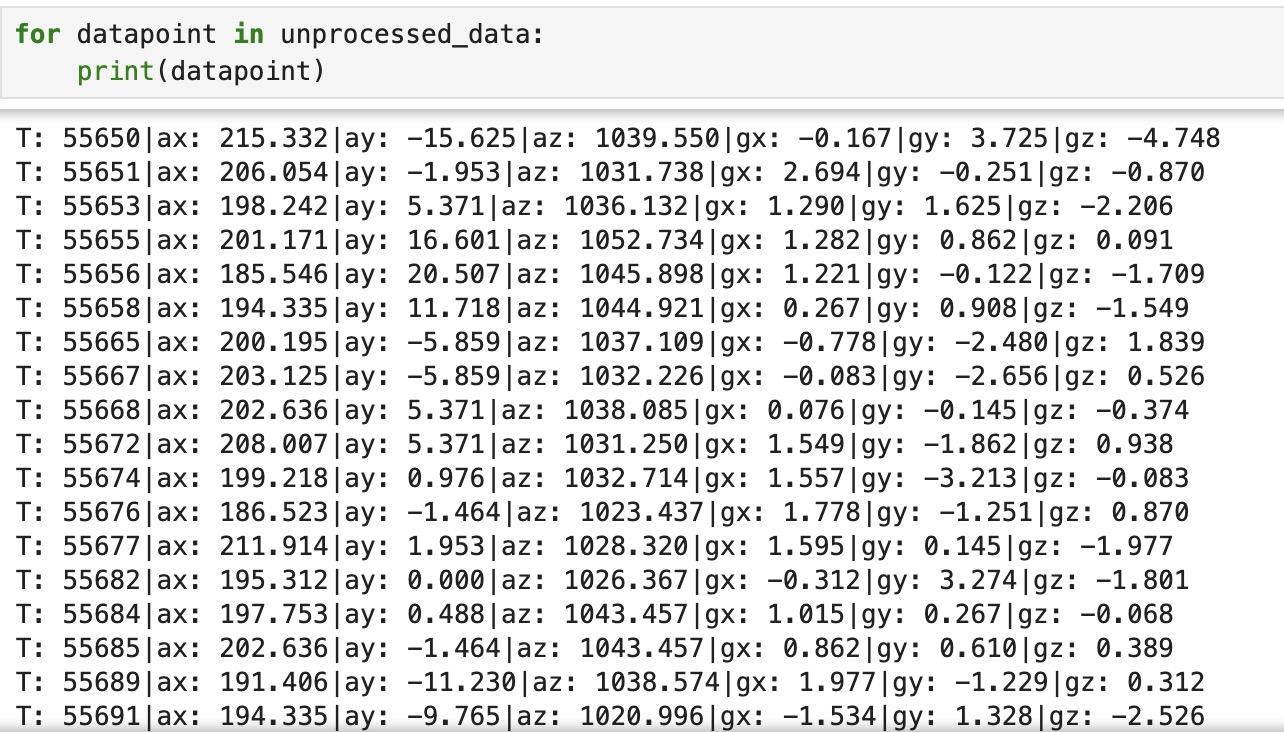 for datapoint in unprocessed_data:
    print(datapoint)
T: 55650|ax: 215.332|ay: -15.625|az: 1039.550|gx: -0.167|gy: 3.725|gz: -4.748
T: 55651|ax: 206.054|ay: -1.953|az: 1031.738|gx: 2.694|gy: -0.251|gz: -0.870
T: 55653|ax: 198.242|ay: 5.371|az: 1036.132|gx: 1.290|gy: 1.625|gz: -2.206
T: 55655|ax: 201.171|ay: 16.601|az: 1052.734|gx: 1.282|gy: 0.862|gz: 0.091
T: 55656|ax: 185.546|ay: 20.507|az: 1045.898|gx: 1.221|gy: -0.122|gz: -1.709
T: 55658|ax: 194.335|ay: 11.718|az: 1044.921|gx: 0.267|gy: 0.908|gz: -1.549
T: 55665|ax: 200.195|ay: -5.859|az: 1037.109|gx: -0.778|gy: -2.480|gz: 1.839
T: 55667|ax: 203.125|ay: -5.859|az: 1032.226|gx: -0.083|gy: -2.656|gz: 0.526
T: 55668|ax: 202.636|ay: 5.371|az: 1038.085|gx: 0.076|gy: -0.145|gz: -0.374
T: 55672|ax: 208.007|ay: 5.371|az: 1031.250|gx: 1.549|gy: -1.862|gz: 0.938
T: 55674|ax: 199.218|ay: 0.976|az: 1032.714|gx: 1.557|gy: -3.213|gz: -0.083
T: 55676|ax: 186.523|ay: -1.464|az: 1023.437|gx: 1.778|gy: -1.251|gz: 0.870
T: 55677|ax: 211.914|ay: 1.953|az: 1028.320|gx: 1.595|gy: 0.145|gz: -1.977
T: 55682|ax: 195.312|ay: 0.000|az: 1026.367|gx: -0.312|gy: 3.274|gz: -1.801
T: 55684|ax: 197.753|ay: 0.488|az: 1043.457|gx: 1.015|gy: 0.267|gz: -0.068
T: 55685|ax: 202.636|ay: -1.464|az: 1043.457|gx: 0.862|gy: 0.610|gz: 0.389
T: 55689|ax: 191.406|ay: -11.230|az: 1038.574|gx: 1.977|gy: -1.229|gz: 0.312
T: 55691|ax: 194.335|ay: -9.765|az: 1020.996|gx: -1.534|gy: 1.328|gz: -2.526